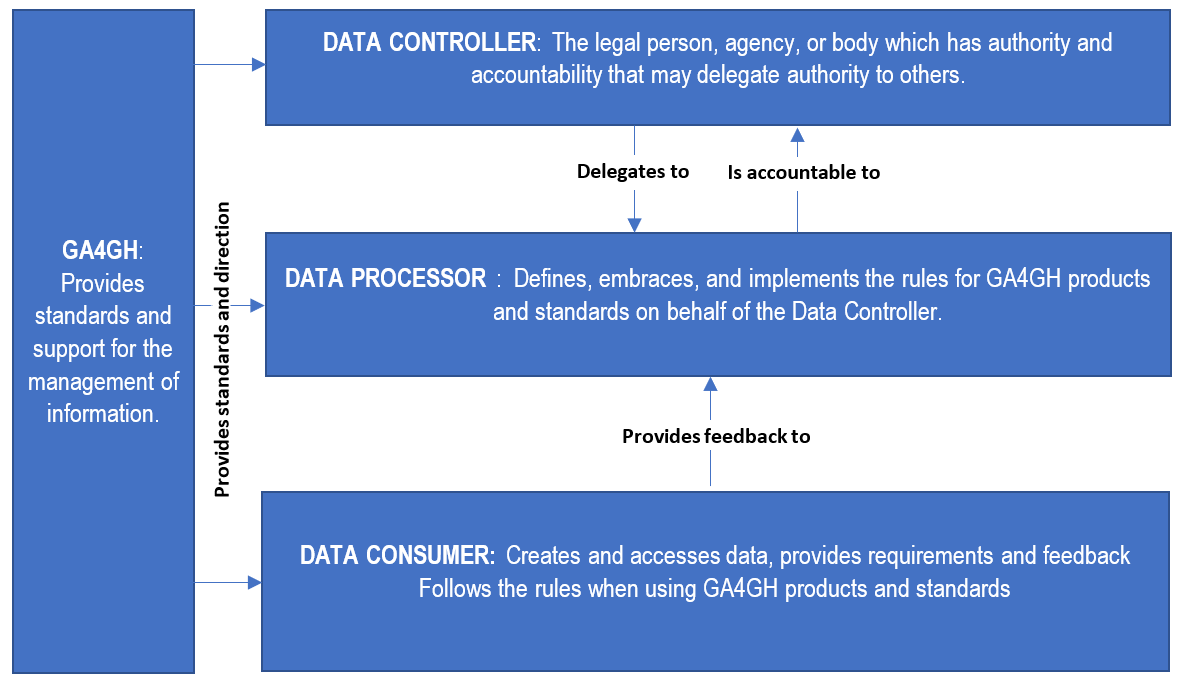 GA4GH:
Provides
standards and
support for the
management of
information.
Provides standards and direction
DATA CONTROLLER:  The legal person, agency, or body which has authority and
accountability that may delegate authority to others.
Delegates to
Is accountable to
DATA PROCESSOR :  Defines, embraces, and implements the rules for GA4GH products
and standards on behalf of the Data Controller.
Provides feedback to
DATA CONSUMER:  Creates and accesses data, provides requirements and feedback
Follows the rules when using GA4GH products and standards